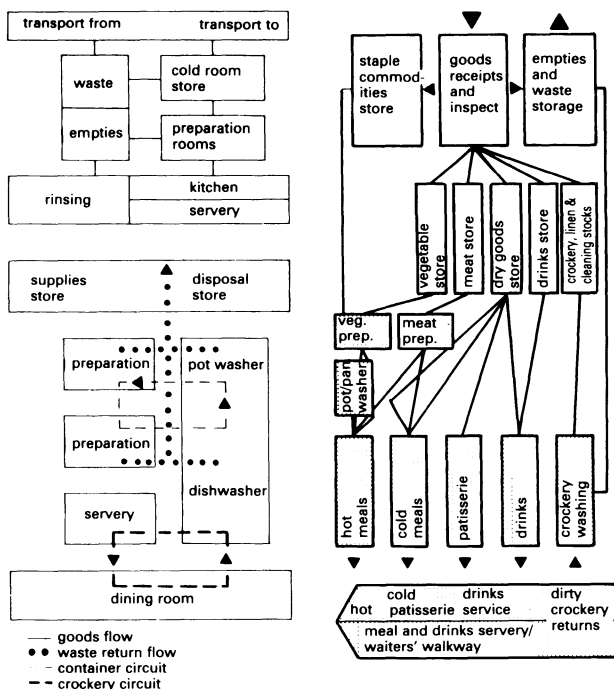 transport from transport to
waste
cold room
store
empties
preparation
rooms
rinsing
kitchen
servery
supplies
store
disposal
store
preparation
pot washer
preparation
dishwasher
servery
dining room
goods flow
waste return flow
container circuit
crockery circuit
staple
commod-
ities
store
goods
receipts
and
inspect
empties
and
waste
storage
vegetable
store
meat store
dry goods
store
drinks store
crockery, linen &
cleaning stocks
veg.
prep.
meat
prep.
pot/pan
washer
hot
meals
cold
meals
patisserie
drinks
crockery
washing
hot
cold
patisserie
drinks
service
dirty
crockery
returns
meal and drinks servery/
waiters' walkway